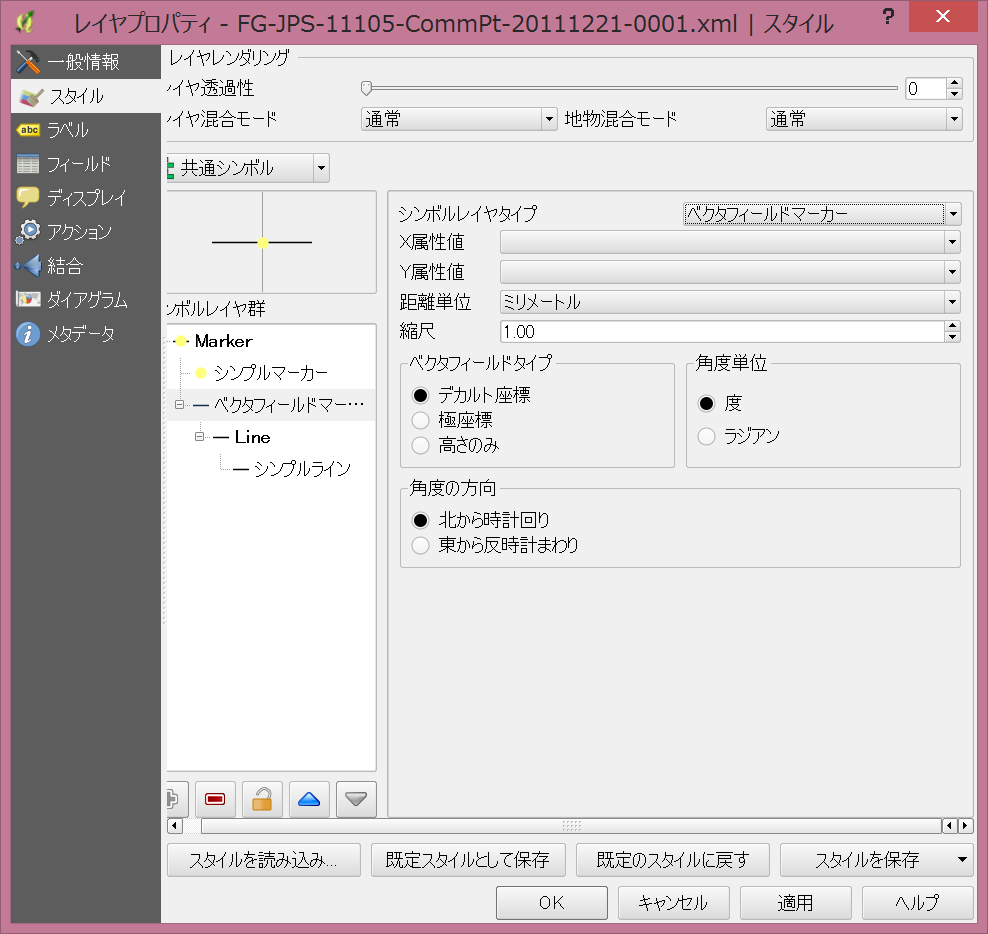 レイヤプロパティ - FG-JPS-11105-CommPt-20111221-0001.xml | スタイル
一般情報
スタイル
abc ラベル
フィールド
ディスプレイ
アクション
結合
ダイアグラム
メタデータ
レイヤレンダリング
イヤ透過性 0
イヤ混合モード 通常 地物混合モード 通常
共通シンボル
ンボルレイヤ群
Marker
シンプルマーカー
ベクタフィールドマー…
Line
シンプルライン
シンボルレイヤタイプ ベクタフィールドマーカー
X属性値
Y属性値
距離単位 ミリメートル
縮尺 1.00
ベクタフィールドタイプ
デカルト座標
極座標
高さのみ
角度単位
度
ラジアン
角度の方向
北から時計回り
東から反時計まわり
スタイルを読み込み... 既定スタイルとして保存 既定のスタイルに戻す スタイルを保存
OK キャンセル 適用 ヘルプ